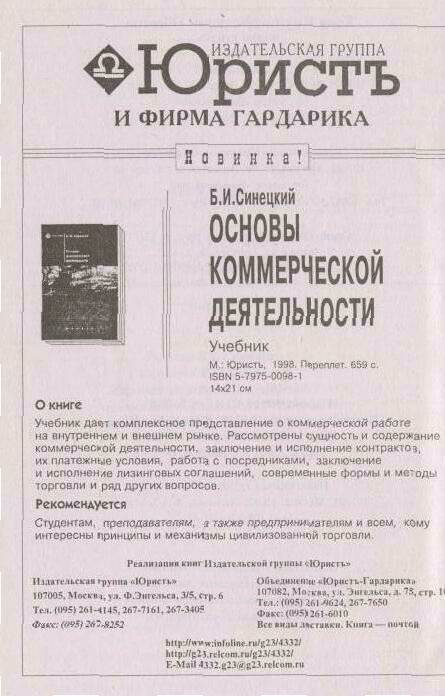 ИЗДАТЕЛЬСКАЯ ГРУППА
Юристъ
И ФИРМА ГАРДАРИКА
Новинка!
Б.И.Синецкий
ОСНОВЫ
КОММЕРЧЕСКОЙ
ДЕЯТЕЛЬНОСТИ
Учебник
М.: Юристъ, 1998. Переплет. 659 с.
ISBN 5-7975-0098-1
14x21 см
О книге
Учебник дает комплексное представление о коммерческой работе
на внутреннем и внешнем рынке. Рассмотрены сущность и содержание
коммерческой деятельности, заключение и исполнение контрактов,
их платежные условия, работа с посредниками, заключение
и исполнение лизинговых соглашений, современные формы и методы
торговли и ряд других вопросов.
Рекомендуется
Студентам, преподавателям, а также предпринимателям и всем, кому
интересны принципы и механизмы цивилизованной торговли.
Реализация книг Издательской группы «Юристъ»
Издательская группа «Юристъ»
107005, Москва, ул. Ф.Энгельса, 3/5, стр. 6
Тел. (095) 261-4145, 267-7161, 267-3405
Факс: (095) 267-8252
Объединение «Юристъ-Гардарика»
107082, Москва, ул. Энгельса, д. 75, стр.
Тел.: (095) 261-9624, 267-7650
Факс: (095) 261-6010
Все виды доставки. Книга — почтой
http://www.infoline.ru/g23/4332/
http://g23.relcom.ru/g23/4332/
E-Mail 4332.g23@g23.relcom.ru